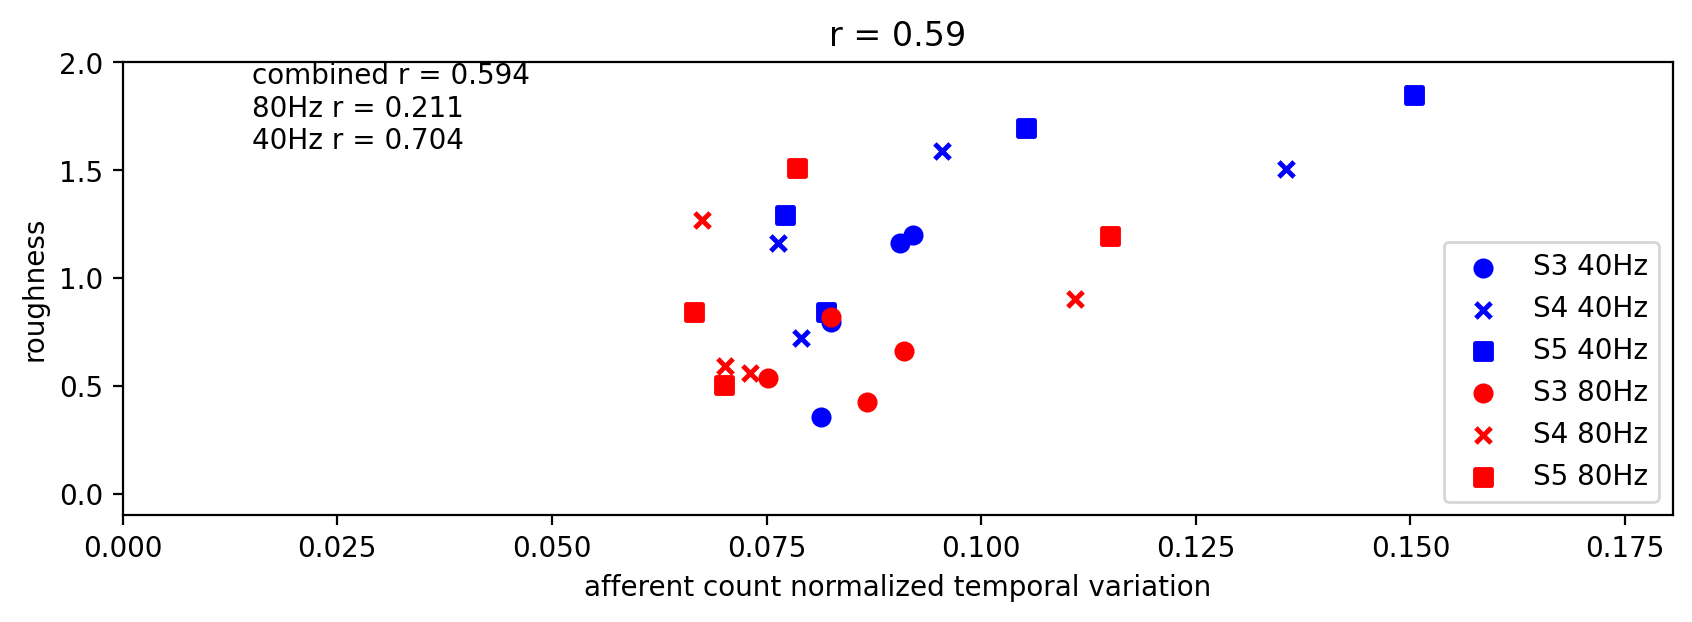 r = 0.59
combined r = 0.594
80Hz r = 0.211
40Hz r = 0.704
2.0
1.5
1.0
0.5
0.0
roughness
S3 40Hz
S4 40Hz
S5 40Hz
S3 80Hz
S4 80Hz
S5 80Hz
0.000 0.025 0.050 0.075 0.100 0.125 0.150 0.175
afferent count normalized temporal variation